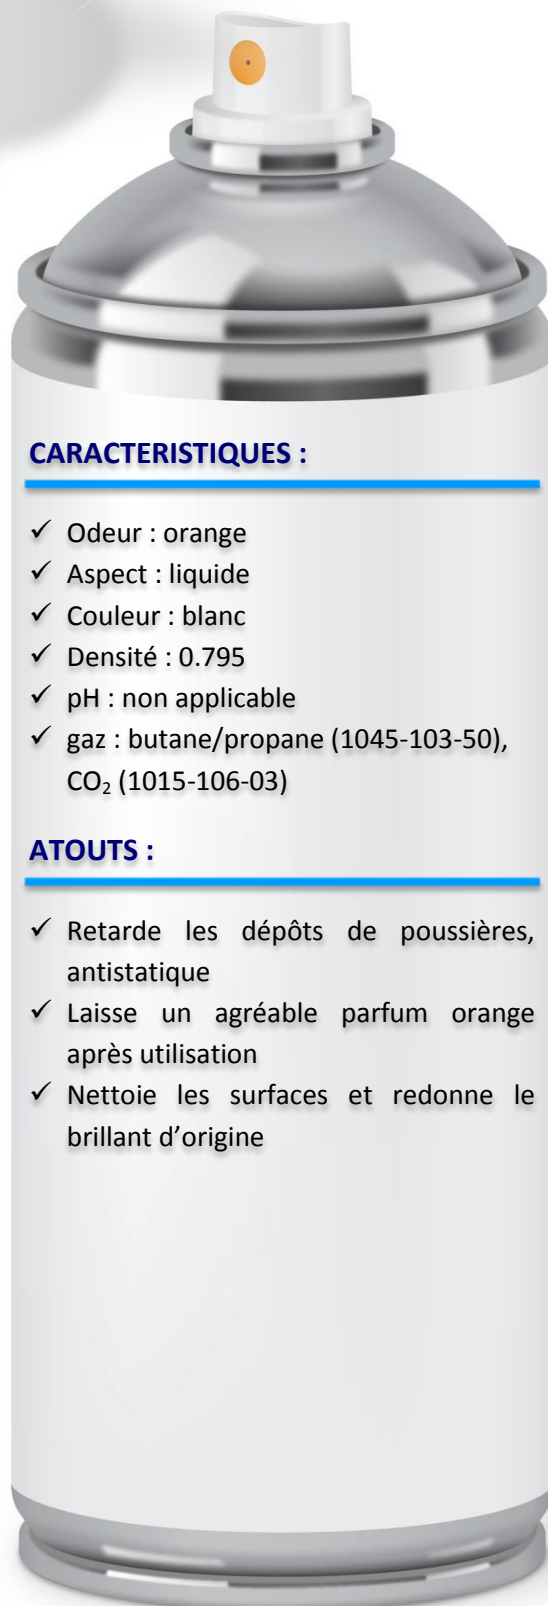 CARACTERISTIQUES :
✓ Odeur : orange
✓ Aspect : liquide
✓ Couleur : blanc
✓ Densité : 0.795
✓ pH : non applicable
✓ gaz : butane/propane (1045-103-50),
CO₂ (1015-106-03)
ATOUTS :
✓ Retarde les dépôts de poussières,
antistatique
✓ Laisse un agréable parfum orange
après utilisation
✓ Nettoie les surfaces et redonne le
brillant d’origine